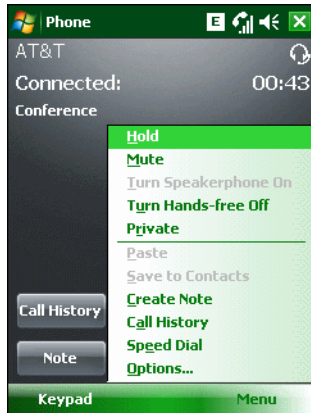 Phone E
AT&T
Connected: 00:43
Conference
Hold
Mute
Turn Speakerphone On
Turn Hands-free Off
Private
Paste
Save to Contacts
Create Note
Call History
Call History
Speed Dial
Note
Options...
Keypad Menu